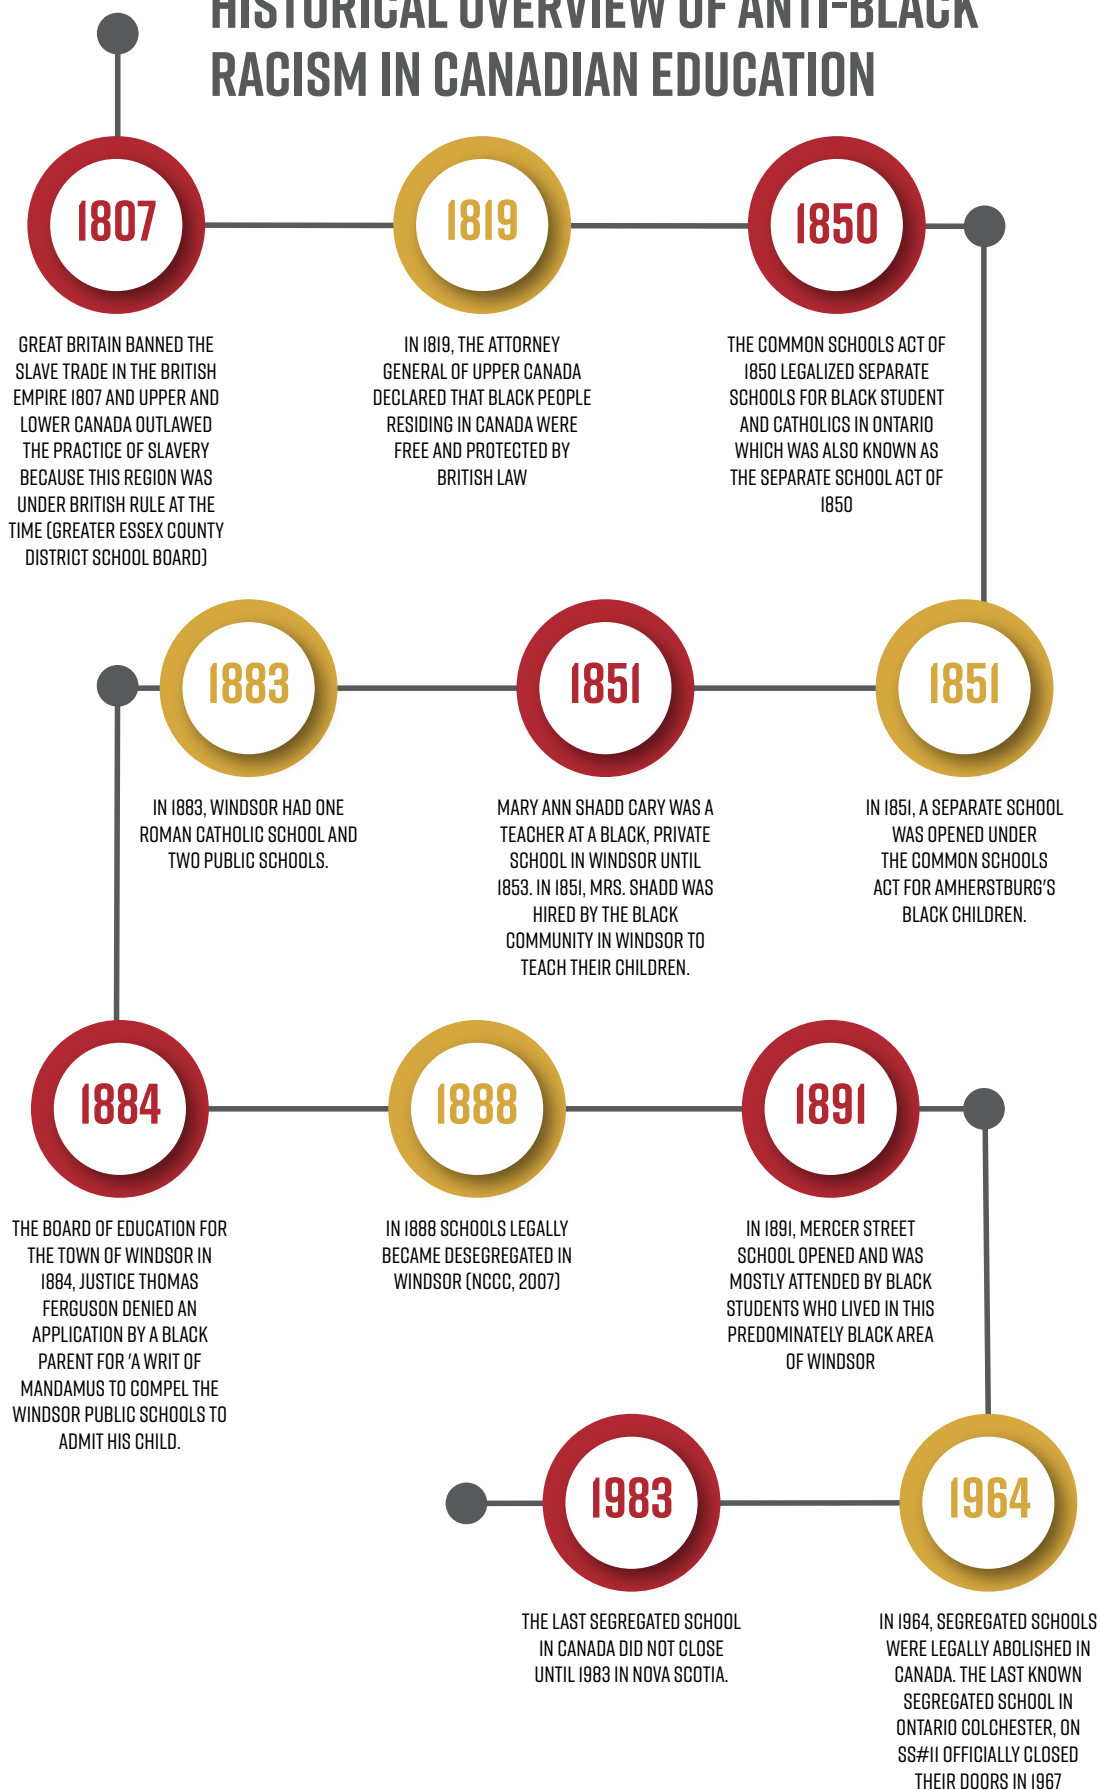 HISTORICAL OVERVIEW OF ANTI-BLACK
RACISM IN CANADIAN EDUCATION
1807
GREAT BRITAIN BANNED THE
SLAVE TRADE IN THE BRITISH
EMPIRE 1807 AND UPPER AND
LOWER CANADA OUTLAWED
THE PRACTICE OF SLAVERY
BECAUSE THIS REGION WAS
UNDER BRITISH RULE AT THE
TIME (GREATER ESSEX COUNTY
DISTRICT SCHOOL BOARD)
1819
IN 1819, THE ATTORNEY
GENERAL OF UPPER CANADA
DECLARED THAT BLACK PEOPLE
RESIDING IN CANADA WERE
FREE AND PROTECTED BY
BRITISH LAW
1850
THE COMMON SCHOOLS ACT OF
1850 LEGALIZED SEPARATE
SCHOOLS FOR BLACK STUDENT
AND CATHOLICS IN ONTARIO
WHICH WAS ALSO KNOWN AS
THE SEPARATE SCHOOL ACT OF
1850
1851
IN 1851, A SEPARATE SCHOOL
WAS OPENED UNDER
THE COMMON SCHOOLS
ACT FOR AMHERSTBURG'S
BLACK CHILDREN.
1851
MARY ANN SHADD CARY WAS A
TEACHER AT A BLACK, PRIVATE
SCHOOL IN WINDSOR UNTIL
1853. IN 1851, MRS. SHADD WAS
HIRED BY THE BLACK
COMMUNITY IN WINDSOR TO
TEACH THEIR CHILDREN.
1883
IN 1883, WINDSOR HAD ONE
ROMAN CATHOLIC SCHOOL AND
TWO PUBLIC SCHOOLS.
1884
THE BOARD OF EDUCATION FOR
THE TOWN OF WINDSOR IN
1884, JUSTICE THOMAS
FERGUSON DENIED AN
APPLICATION BY A BLACK
PARENT FOR 'A WRIT OF
MANDAMUS TO COMPEL THE
WINDSOR PUBLIC SCHOOLS TO
ADMIT HIS CHILD.
1888
IN 1888 SCHOOLS LEGALLY
BECAME DESEGREGATED IN
WINDSOR (NCCC, 2007)
1891
IN 1891, MERCER STREET
SCHOOL OPENED AND WAS
MOSTLY ATTENDED BY BLACK
STUDENTS WHO LIVED IN THIS
PREDOMINATELY BLACK AREA
OF WINDSOR
1964
IN 1964, SEGREGATED SCHOOLS
WERE LEGALLY ABOLISHED IN
CANADA. THE LAST KNOWN
SEGREGATED SCHOOL IN
ONTARIO COLCHESTER, ON
SS#11 OFFICIALLY CLOSED
THEIR DOORS IN 1967
1983
THE LAST SEGREGATED SCHOOL
IN CANADA DID NOT CLOSE
UNTIL 1983 IN NOVA SCOTIA.